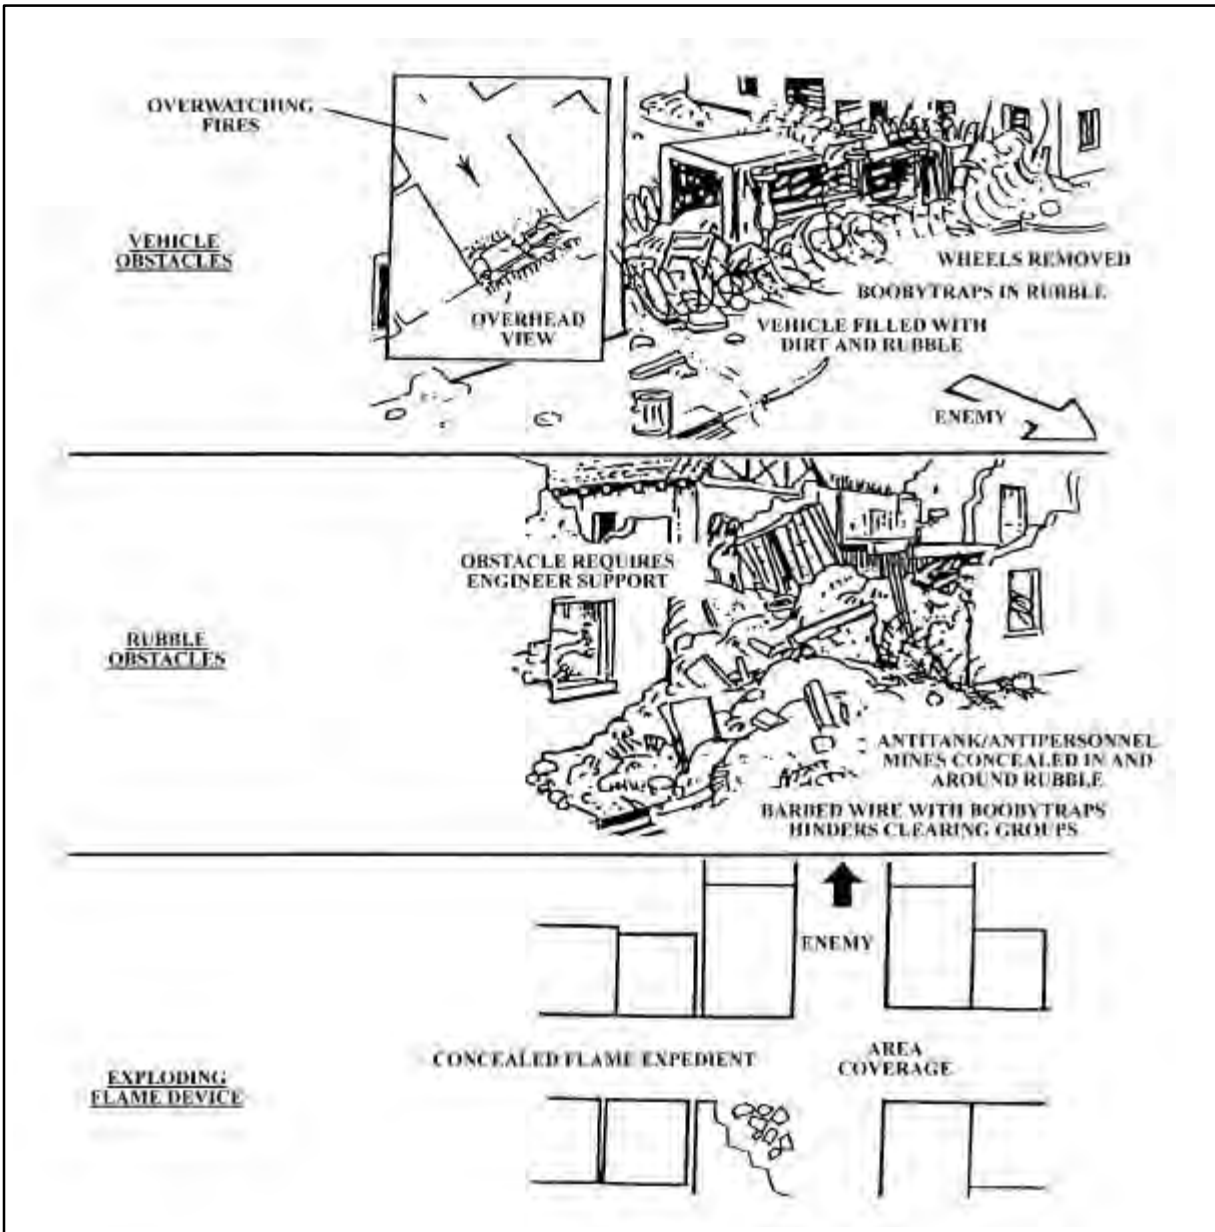 OVERWATCHING
FIRES
VEHICLE
OBSTACLES
OVERHEAD
VIEW
WHEELS REMOVED
BOOBYTRAPS IN RUBBLE
VEHICLE FILLED WITH
DIRT AND RUBBLE
ENEMY
OBSTACLE REQUIRES
ENGINEER SUPPORT
RUBBLE
OBSTACLES
ANTITANK/ANTIPERSONNEL
MINES CONCEALED IN AND
AROUND RUBBLE
BARBED WIRE WITH BOOBYTRAPS
HINDERS CLEARING GROUPS
ENEMY
CONCEALED FLAME EXPEDIENT
AREA
COVERAGE
EXPLODING
FLAME DEVICE